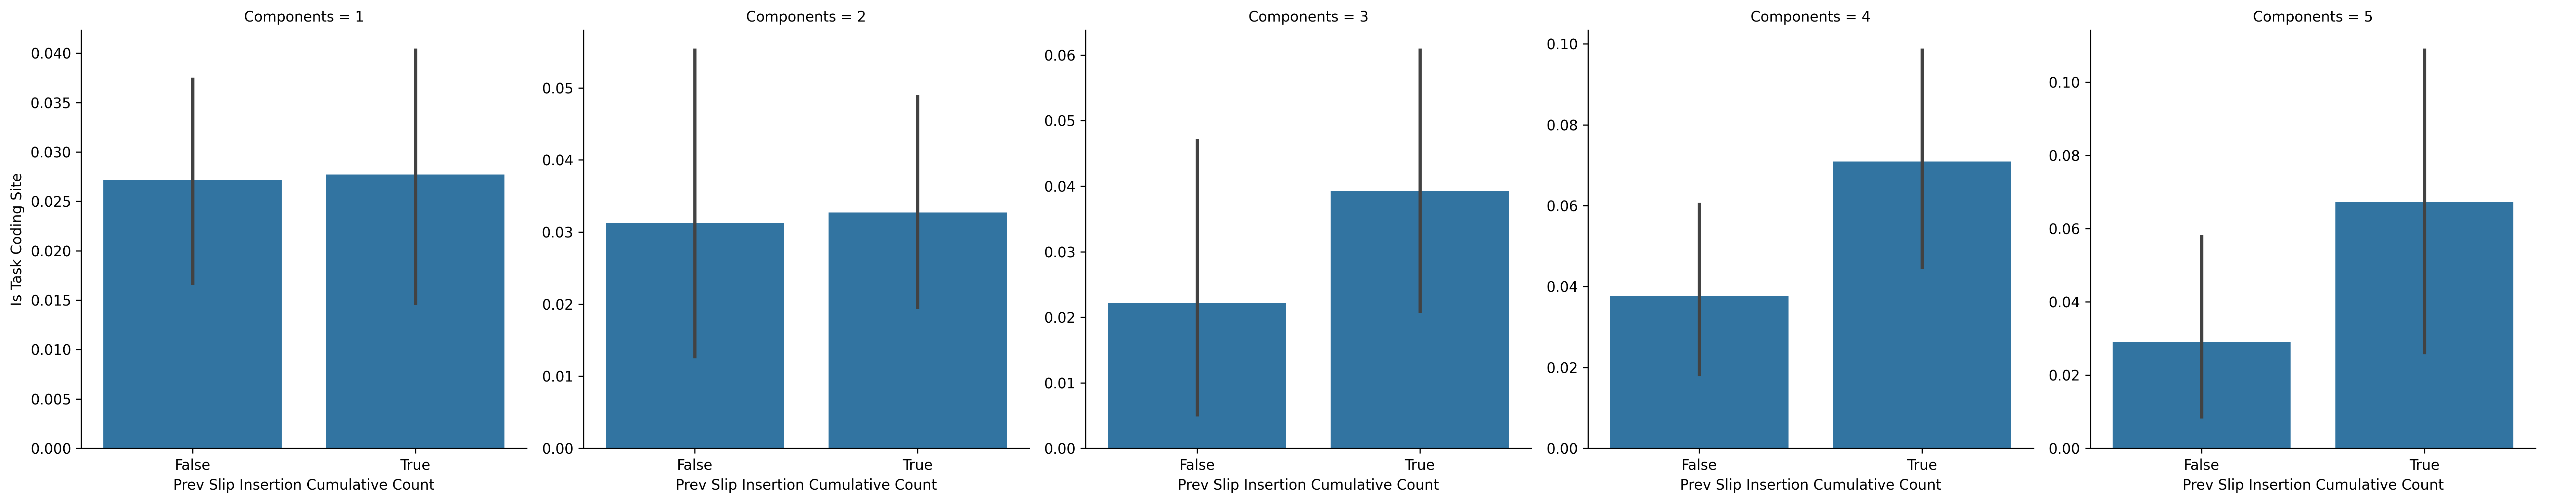 Components = 1
Components = 2
Components = 3
Components = 4
Components = 5
Is Task Coding Site
0.040
0.035
0.030
0.025
0.020
0.015
0.010
0.005
0.000
0.05
0.04
0.03
0.02
0.01
0.00
0.06
0.05
0.04
0.03
0.02
0.01
0.00
0.10
0.08
0.06
0.04
0.02
0.00
0.10
0.08
0.06
0.04
0.02
0.00
False True
False True
False True
False True
False True
Prev Slip Insertion Cumulative Count
Prev Slip Insertion Cumulative Count
Prev Slip Insertion Cumulative Count
Prev Slip Insertion Cumulative Count
Prev Slip Insertion Cumulative Count